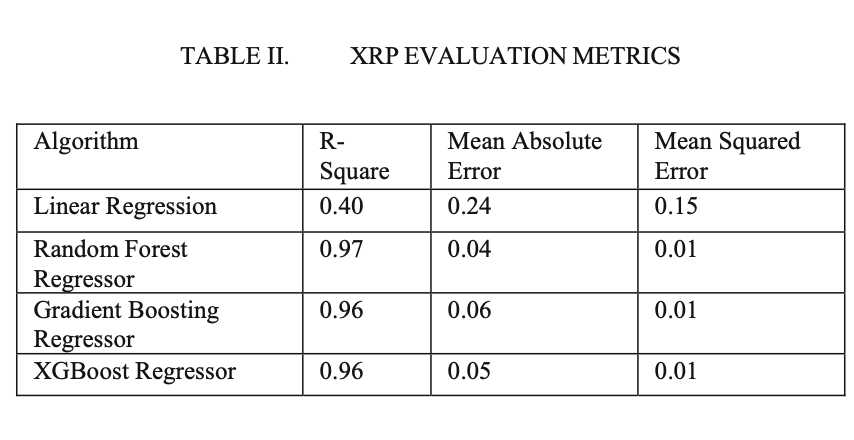 TABLE II. XRP EVALUATION METRICS
Algorithm R- Mean Absolute Mean Squared
Square Error Error
Linear Regression 0.40 0.24 0.15
Random Forest 0.97 0.04 0.01
Regressor
Gradient Boosting 0.96 0.06 0.01
Regressor
XGBoost Regressor 0.96 0.05 0.01